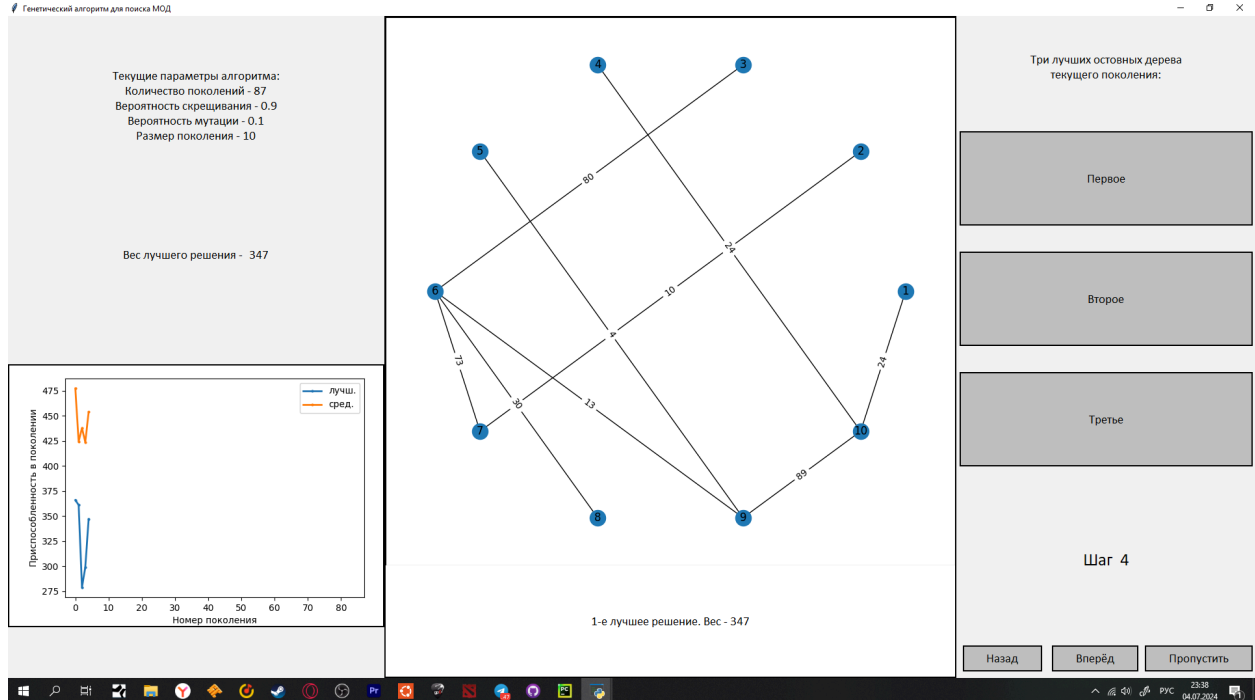 Генетический алгоритм для поиска МОД
Текущие параметры алгоритма:
Количество поколений - 87
Вероятность скрещивания - 0.9
Вероятность мутации - 0.1
Размер поколения - 10
Вес лучшего решения - 347
475
450
425
400
375
350
325
300
275
Приспособленность в поколении
лучш.
сред.
0 10 20 30 40 50 60 70 80
Номер поколения
4
3
5
2
80
24
10
6
1
4
73
30
13
24
7
10
89
8
9
1-е лучшее решение. Вес - 347
Три лучших остовных дерева
текущего поколения:
Первое
Второе
Третье
Шаг 4
Назад
Вперёд
Пропустить
Pr
PC
РУС
23:38
04.07.2024